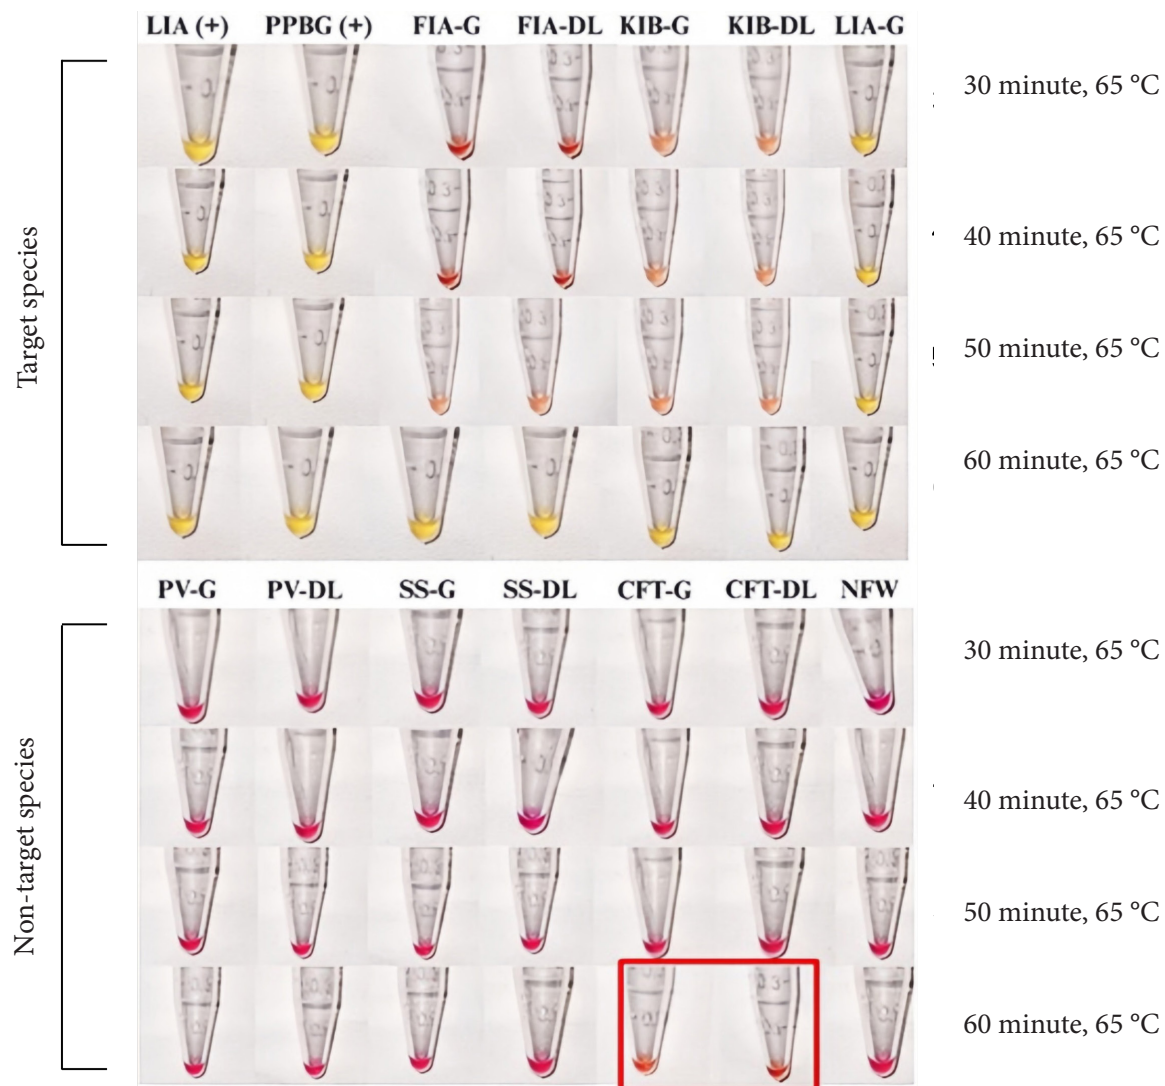 LIA (+) PPBG (+) FIA-G FIA-DL KIB-G KIB-DL LIA-G
30 minute, 65 °C
40 minute, 65 °C
50 minute, 65 °C
60 minute, 65 °C
Target species
PV-G PV-DL SS-G SS-DL CFT-G CFT-DL NFW
30 minute, 65 °C
40 minute, 65 °C
50 minute, 65 °C
60 minute, 65 °C
Non-target species